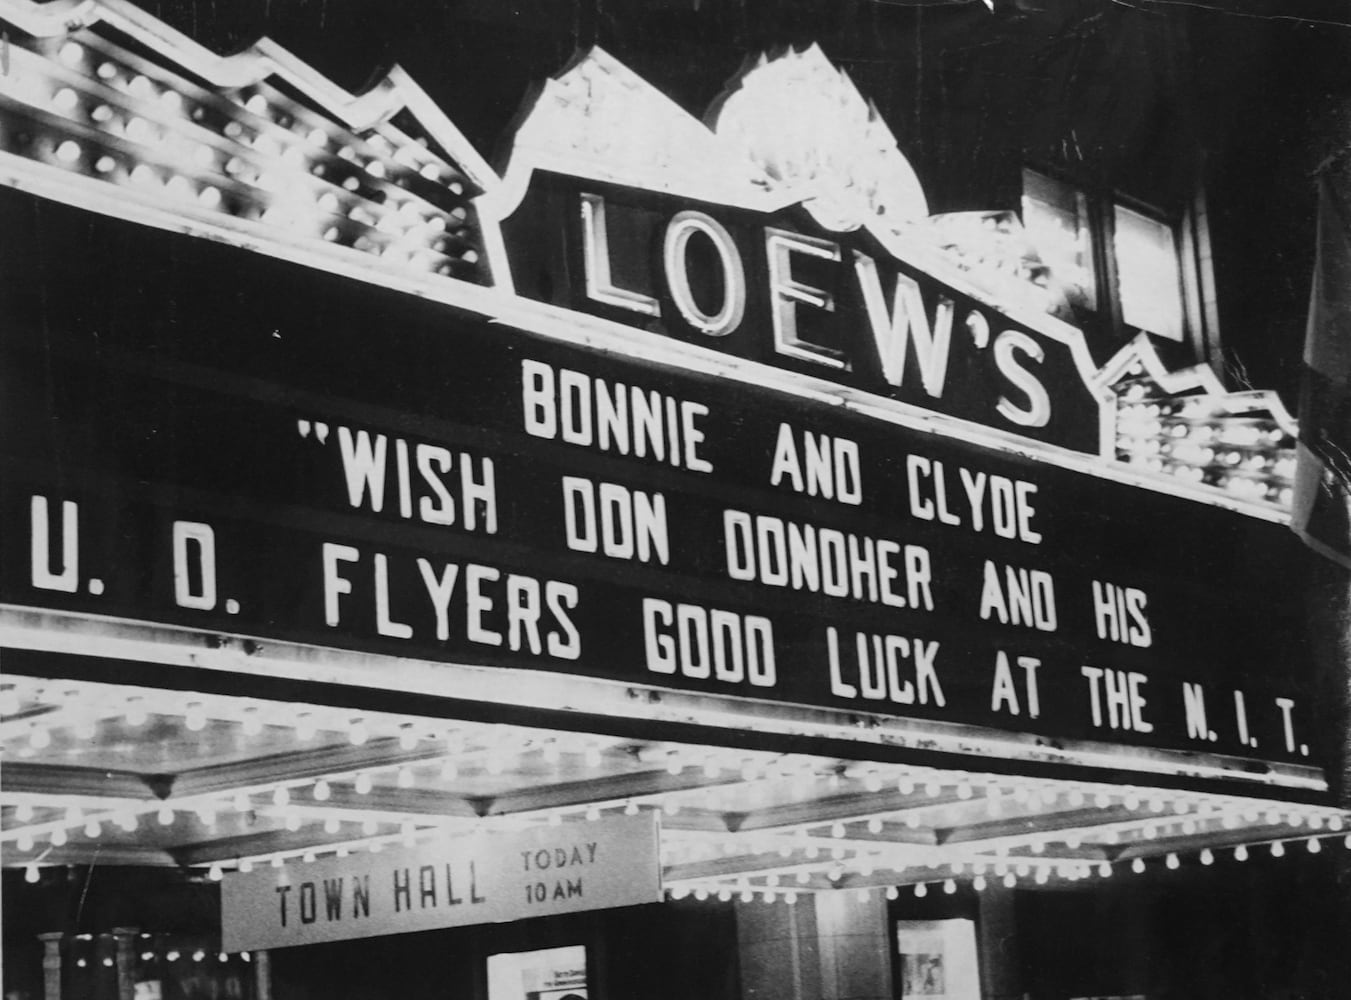 LOEW'S
BONNIE AND CLYDE
"WISH DON DONOHER AND HIS
U. D. FLYERS GOOD LUCK AT THE N. I. T.
TOWN HALL TODAY
10 AM